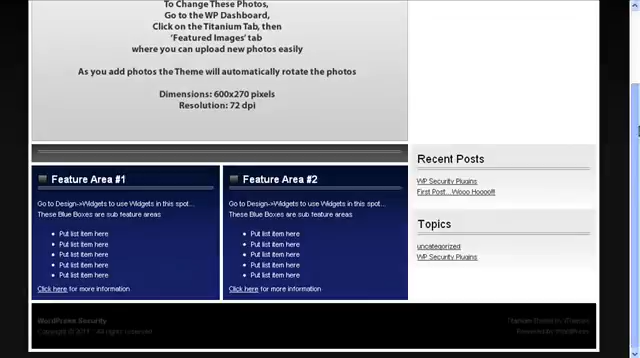 To Change These Photos,
Go to the WP Dashboard,
Click on the Titanium Tab, then
'Featured Images' tab
where you can upload new photos easily
As you add photos the Theme will automatically rotate the photos
Dimensions: 600x270 pixels
Resolution: 72 dpi
Feature Area #1
Go to Design->Widgets to use Widgets in this spot...
These Blue Boxes are sub feature areas
Put list item here
Put list item here
Put list item here
Put list item here
Put list item here
Click here for more information
Feature Area #2
Go to Design->Widgets to use Widgets in this spot...
These Blue Boxes are sub feature areas
Put list item here
Put list item here
Put list item here
Put list item here
Put list item here
Click here for more information
Recent Posts
WP Security Plugins
First Post...Wooo Hoooo!!!
Topics
uncategorized
WP Security Plugins
WordPress Security
All rights reserved